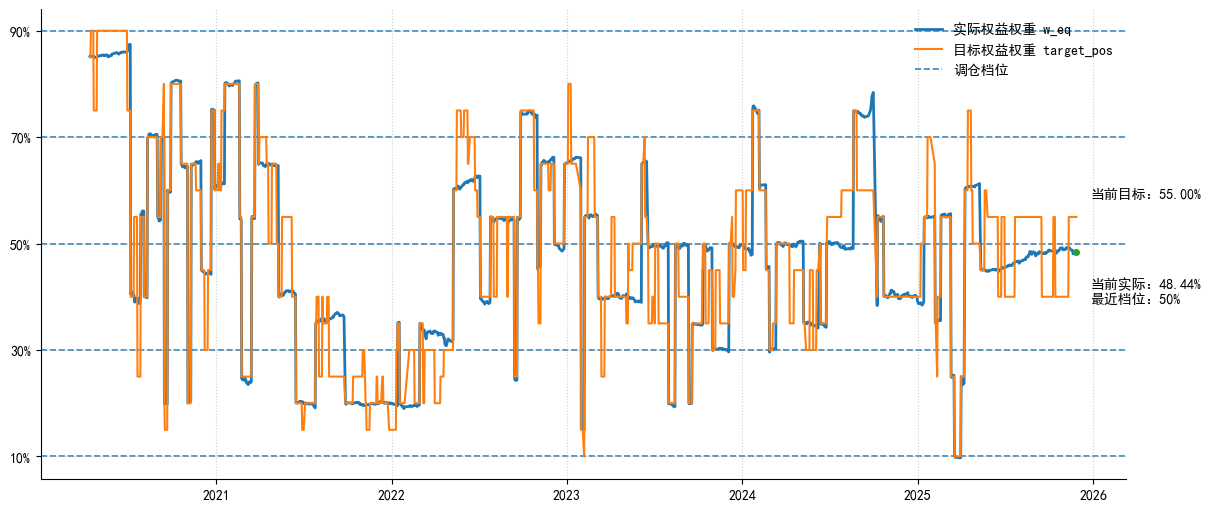 90%
70%
50%
30%
10%
2021
2022
2023
2024
2025
2026
实际权益权重 w_eq
目标权益权重 target_pos
调仓档位
当前目标：55.00%
当前实际：48.44%
最近档位：50%